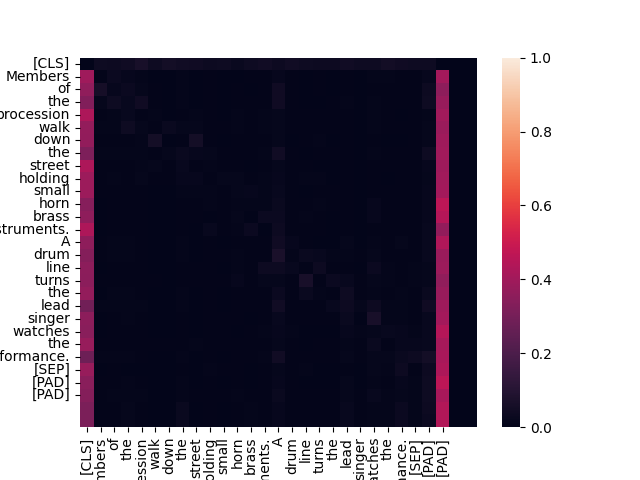 [CLS]
Members
of
the
procession
walk
down
the
street
holding
small
horn
brass
struments.
A
drum
line
turns
the
lead
singer
watches
the
formance.
[SEP]
[PAD]
[PAD]
1.0
0.8
0.6
0.4
0.2
0.0
[CLS]
mbers
of
the
ession
walk
down
the
street
olding
small
horn
brass
ments.
A
drum
line
turns
the
lead
singer
atches
the
ance.
[SEP]
[PAD]
[PAD]